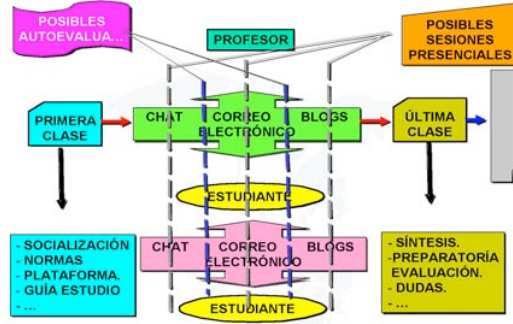 POSIBLES
AUTOEVALUA...
PROFESOR
POSIBLES
SESIONES
PRESENCIALES
PRIMERA
CLASE
CHAT
CORREO
ELECTRÓNICO
BLOGS
ÚLTIMA
CLASE
ESTUDIANTE
- SOCIALIZACIÓN
- NORMAS
- PLATAFORMA.
- GUÍA ESTUDIO
- ...
CHAT
CORREO
ELECTRÓNICO
BLOGS
- SÍNTESIS.
-PREPARATORÍA
EVALUACIÓN.
- DUDAS.
- ...
ESTUDIANTE